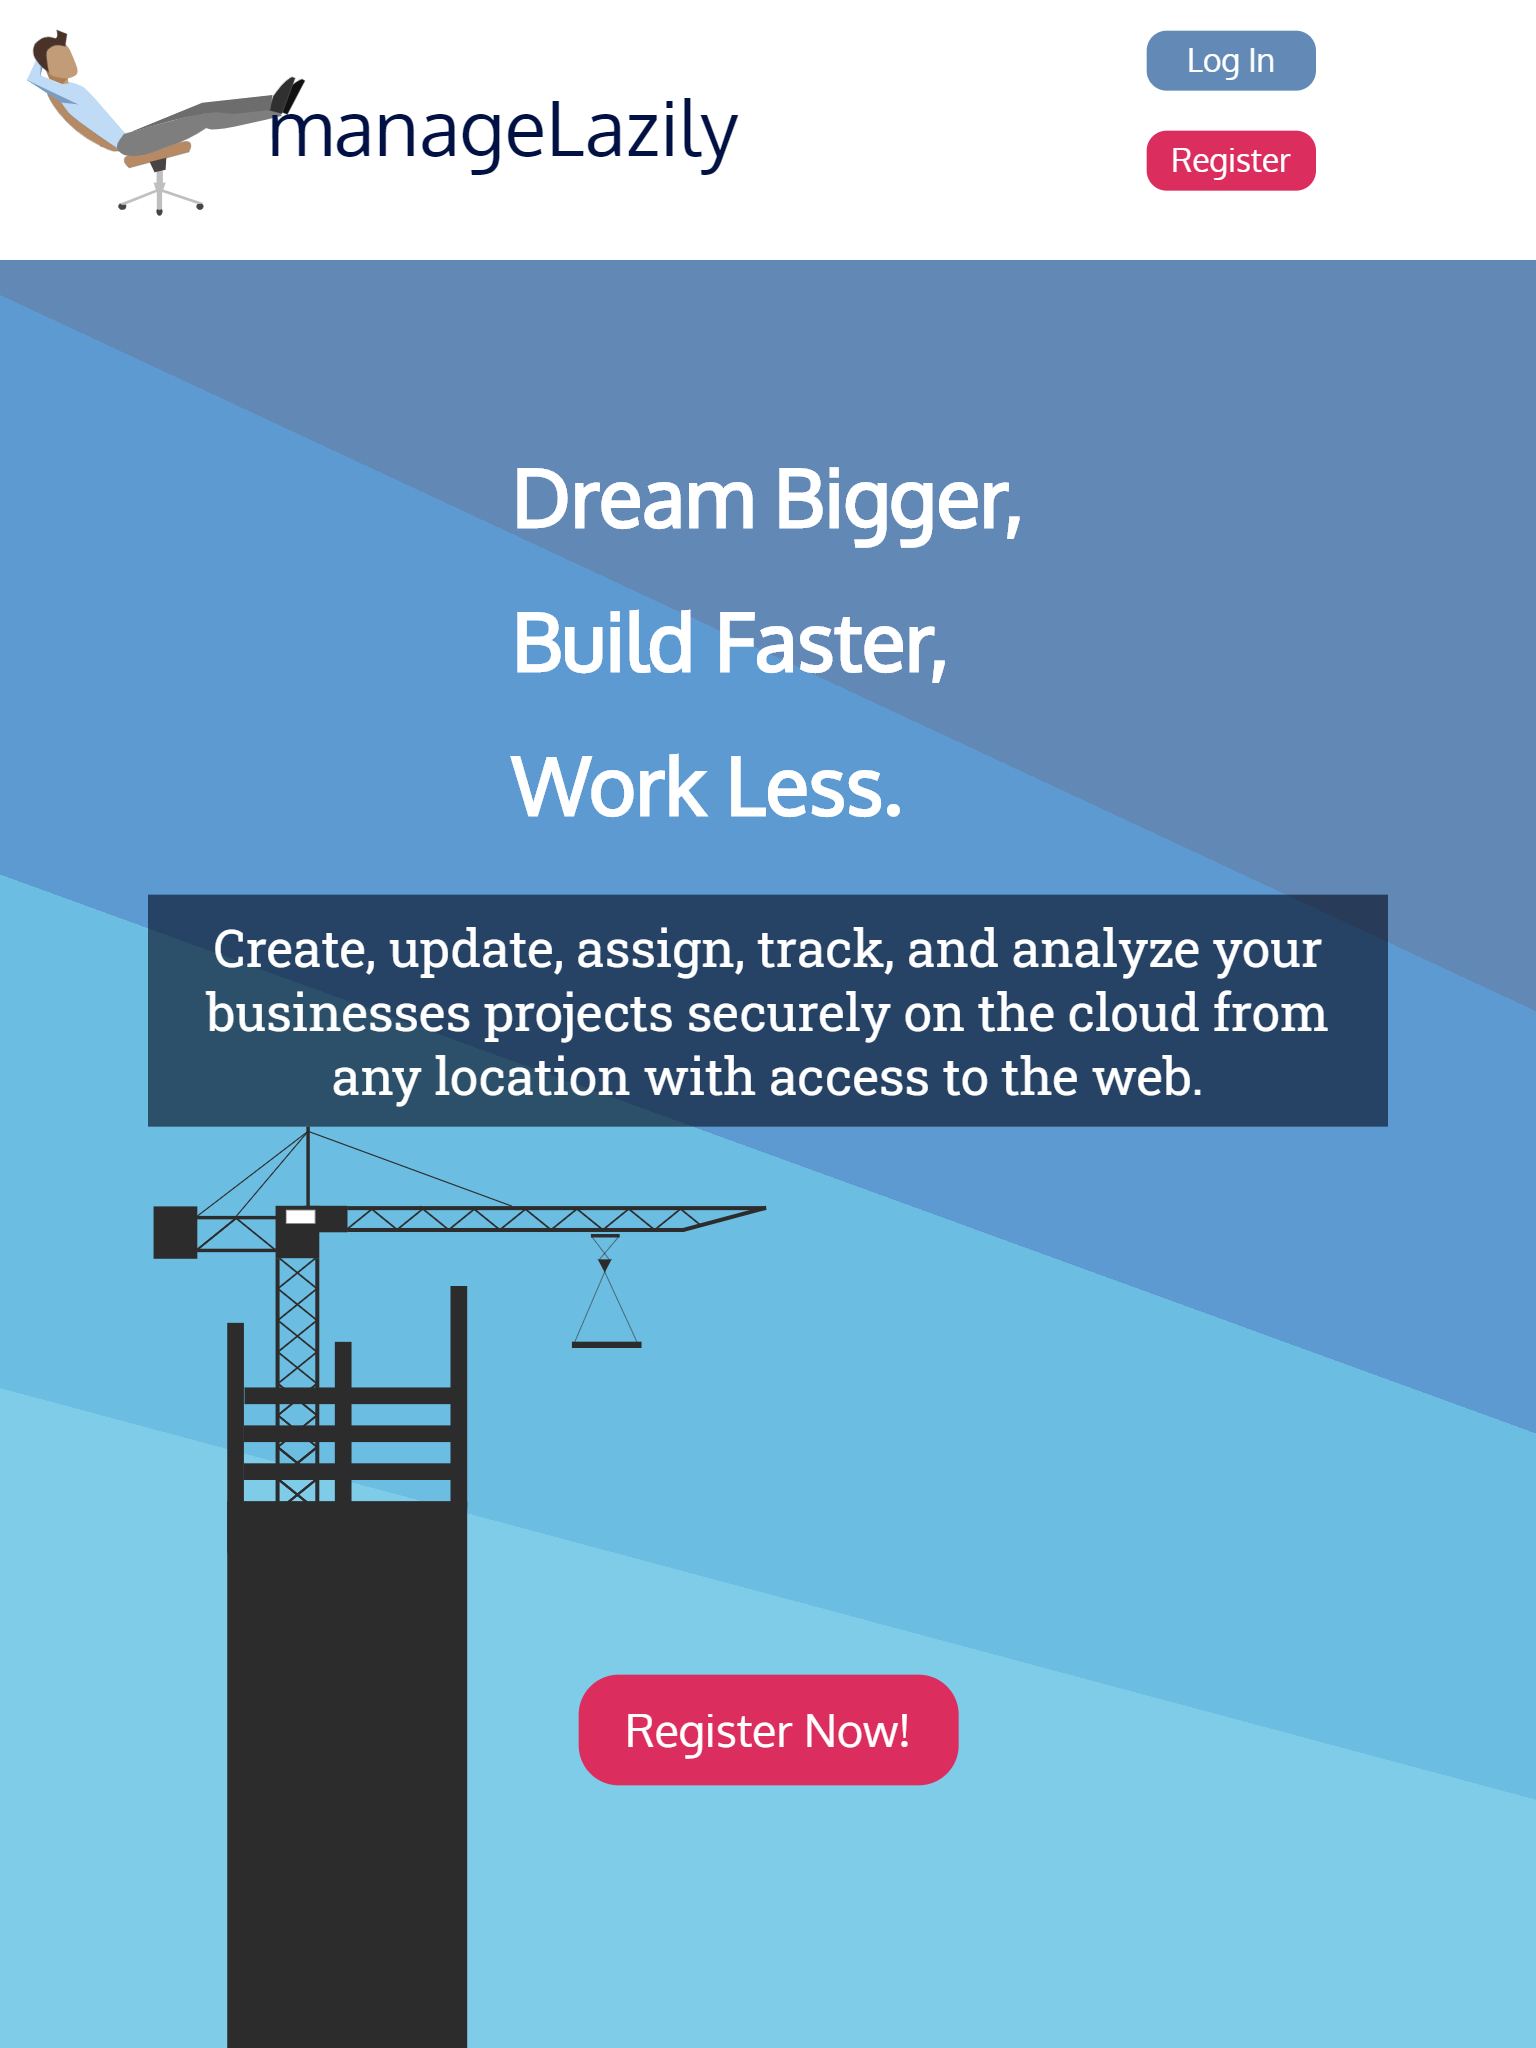 manageLazily
Log In
Register
Dream Bigger,
Build Faster,
Work Less.
Create, update, assign, track, and analyze your
businesses projects securely on the cloud from
any location with access to the web.
Register Now!